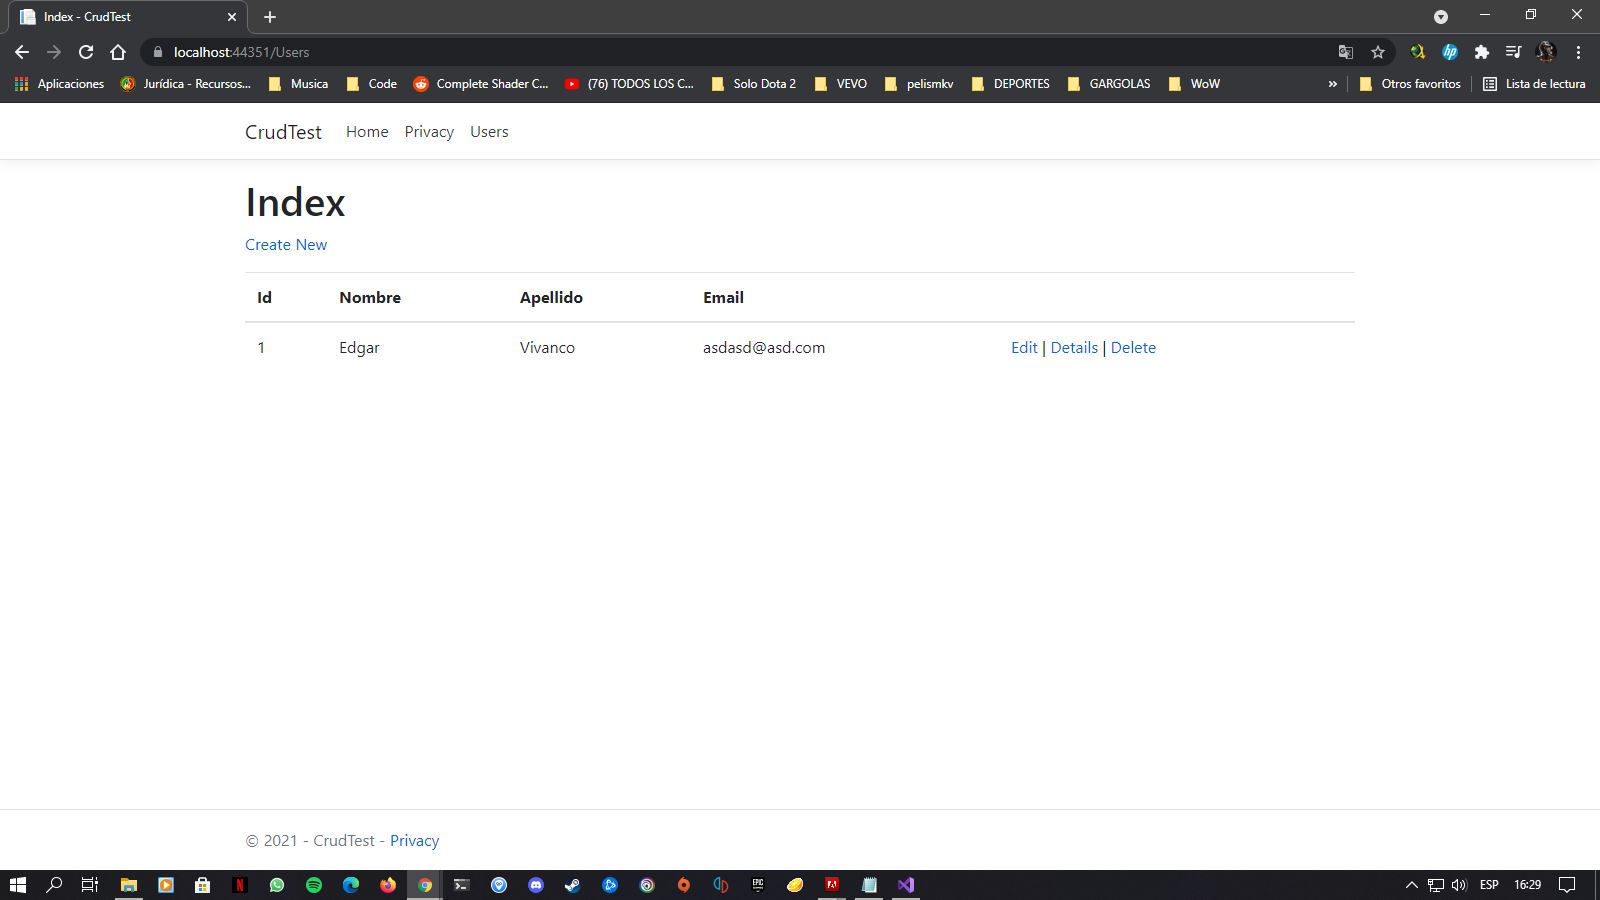 Index - CrudTest
localhost:44351/Users
Aplicaciones
Jurídica - Recursos...
Musica
Code
Complete Shader C...
(76) TODOS LOS C...
Solo Dota 2
VEVO
pelismkv
DEPORTES
GARGOLAS
WoW
»
Otros favoritos
Lista de lectura
CrudTest Home Privacy Users
Index
Create New
Id Nombre Apellido Email
1 Edgar Vivanco asdasd@asd.com Edit | Details | Delete
© 2021 - CrudTest - Privacy
ESP 16:29